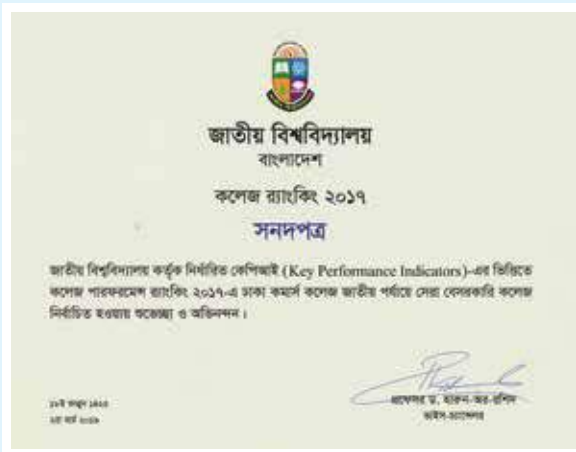 জাতীয় বিশ্ববিদ্যালয়
বাংলাদেশ
কলেজ র‍্যাংকিং ২০১৭
সনদপত্র
জাতীয় বিশ্ববিদ্যালয় কর্তৃক নির্ধারিত কেপিআই (Key Performance Indicators)-এর ভিত্তিতে
কলেজ পারফরমেন্স র‍্যাংকিং ২০১৭-এ ঢাকা কমার্স কলেজ জাতীয় পর্যায়ে সেরা বেসরকারি কলেজ
নির্বাচিত হওয়ায় শুভেচ্ছা ও অভিনন্দন।
প্রফেসর ড. হারুন-অর-রশিদ
ভাইস-চ্যান্সেলর